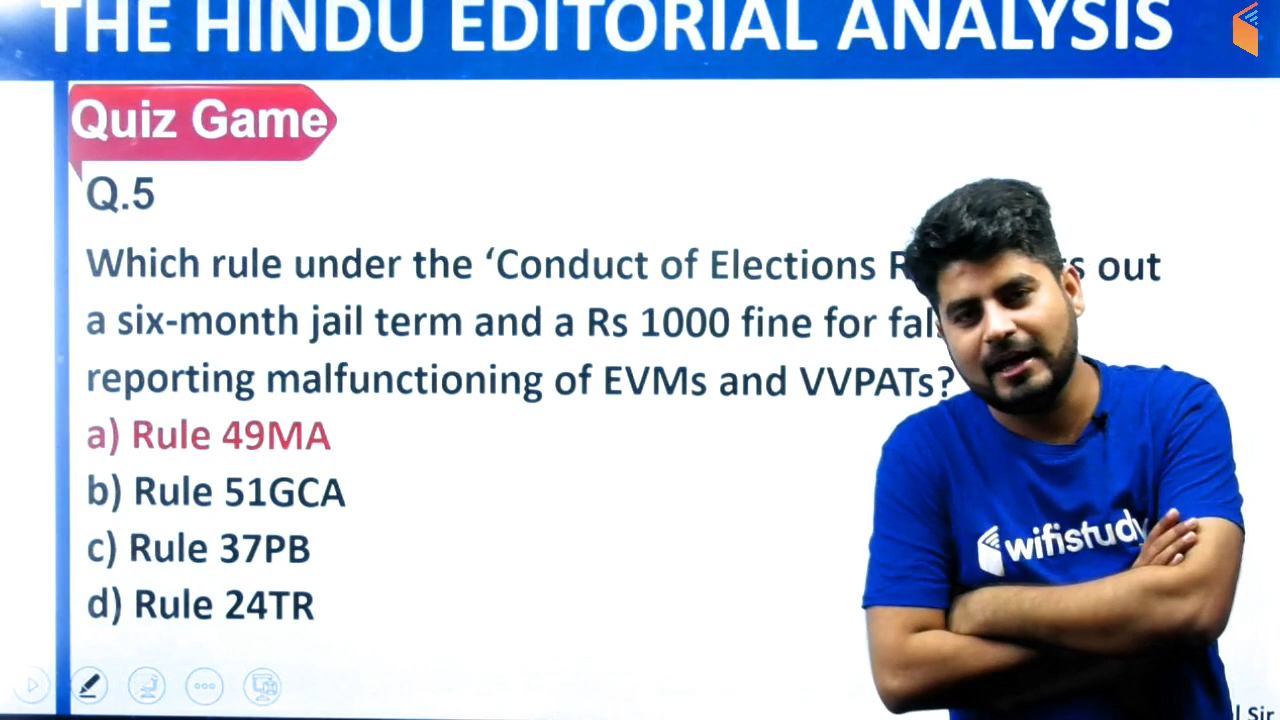 THE HINDU EDITORIAL ANALYSIS
Quiz Game
Q.5
Which rule under the ‘Conduct of Elections out
a six-month jail term and a Rs 1000 fine for
reporting malfunctioning of EVMs and VVPATs?
a) Rule 49MA
b) Rule 51GCA
c) Rule 37PB
d) Rule 24TR
wifistudy
Sir